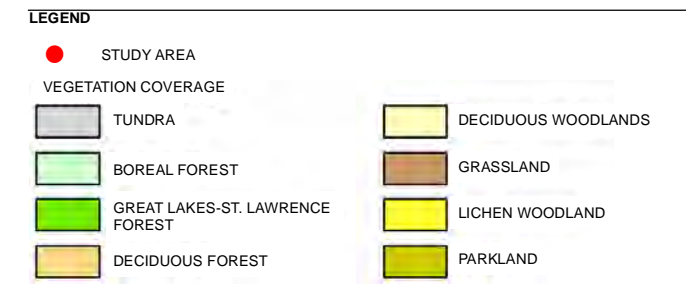 LEGEND
STUDY AREA
VEGETATION COVERAGE
TUNDRA
BOREAL FOREST
GREAT LAKES-ST. LAWRENCE
FOREST
DECIDUOUS FOREST
DECIDUOUS WOODLANDS
GRASSLAND
LICHEN WOODLAND
PARKLAND